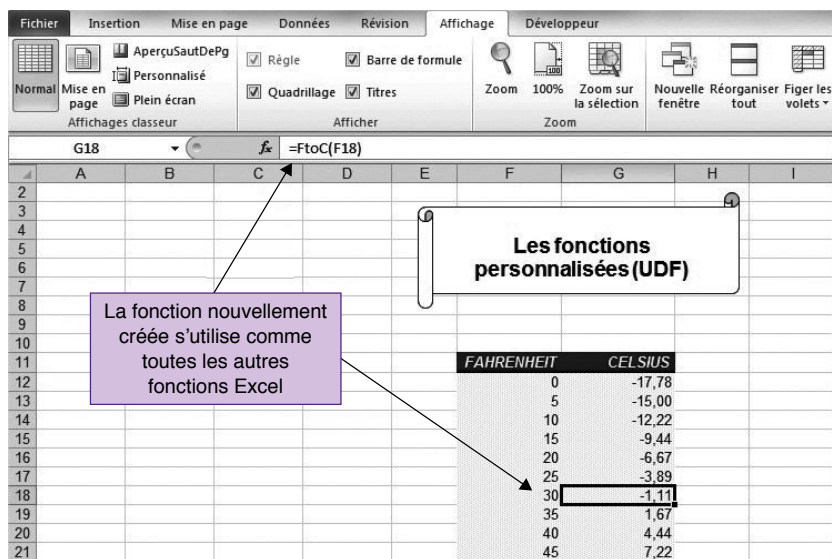 Fichier Insertion Mise en page Données Révision Affichage Développeur
Normal
Mise en page
AperçuSautDePg
Personnalisé
Plein écran
Affichages classeur
Règle
Barre de formule
Quadrillage
Titres
Afficher
Zoom
100%
Zoom sur
la sélection
Zoom
Nouvelle
fenêtre
Réorganiser
tout
Figer les
volets
G18 fx =FtoC(F18)
A B C D E F G H I
2
3
4
5 Les fonctions
6 personnalisées (UDF)
7
8
9
10
La fonction nouvellement
créée s’utilise comme
toutes les autres
fonctions Excel
11 FAHRENHEIT CELSIUS
12 0 -17,78
13 5 -15,00
14 10 -12,22
15 15 -9,44
16 20 -6,67
17 25 -3,89
18 30 -1,11
19 35 1,67
20 40 4,44
21 45 7,22